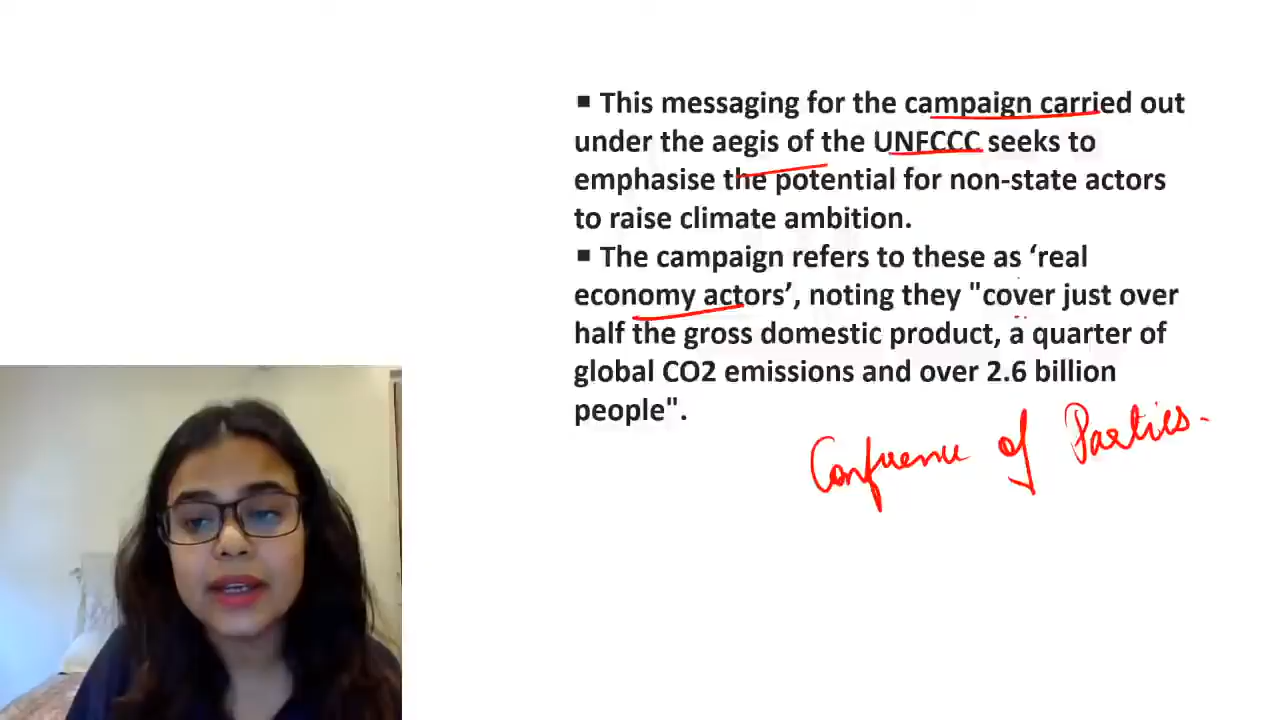 ▪ This messaging for the campaign carried out
under the aegis of the UNFCCC seeks to
emphasise the potential for non-state actors
to raise climate ambition.
▪ The campaign refers to these as ‘real
economy actors’, noting they "cover just over
half the gross domestic product, a quarter of
global CO2 emissions and over 2.6 billion
people".
Conference of Parties.